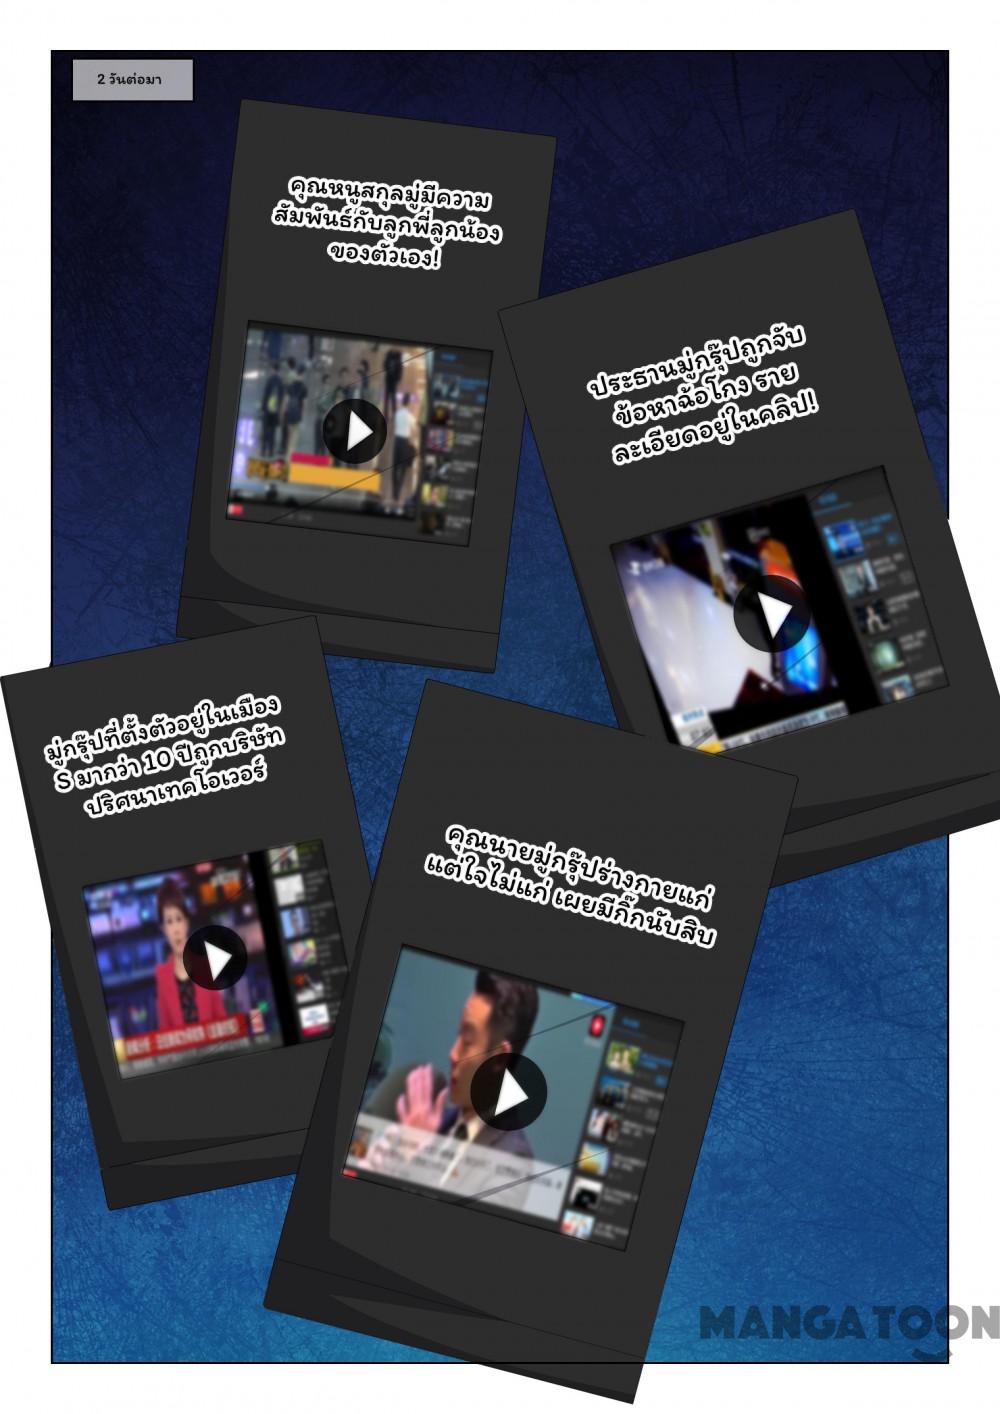 2 วันต่อมา
คุณหนูสกุลมู่มีความ
สัมพันธ์กับลูกพี่ลูกน้อง
ของตัวเอง!
ประธานมู่กรุ๊ปถูกจับ
ข้อหาฉ้อโกง ราย
ละเอียดอยู่ในคลิป!
มู่กรุ๊ปที่ตั้งตัวอยู่ในเมือง
S มากว่า 10 ปีถูกบริษัท
ปริศนาเทคโอเวอร์
คุณนายมู่กรุ๊ปร่างกายแก่
แต่ใจไม่แก่ เผยมีกิ๊กนับสิบ
MANGATOON